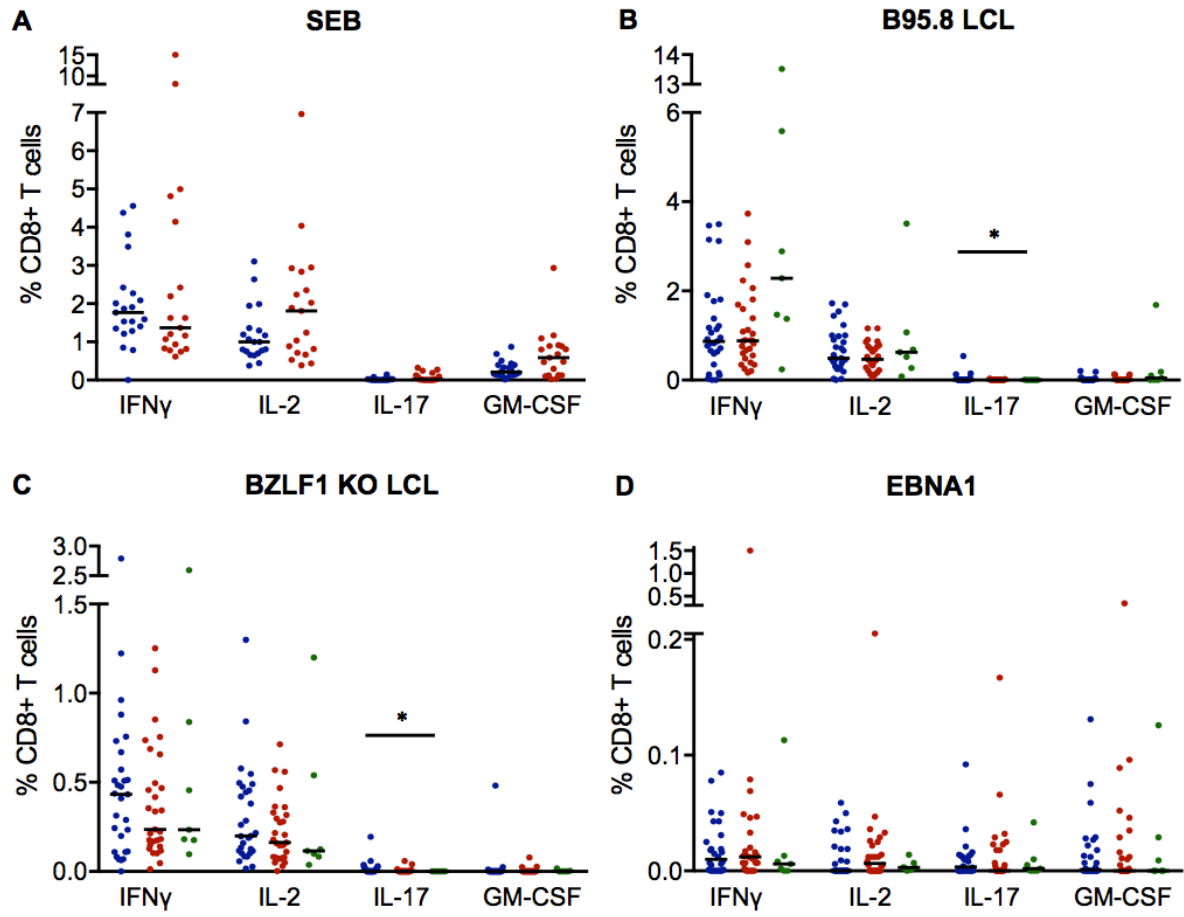 A SEB
% CD8+ T cells
15
10
7
6
5
4
3
2
1
0
IFNγ IL-2 IL-17 GM-CSF
B B95.8 LCL
% CD8+ T cells
14
13
6
4
2
0
*
IFNγ IL-2 IL-17 GM-CSF
C BZLF1 KO LCL
% CD8+ T cells
3.0
2.5
1.5
1.0
0.5
0.0
*
IFNγ IL-2 IL-17 GM-CSF
D EBNA1
% CD8+ T cells
1.5
1.0
0.5
0.2
0.1
0.0
IFNγ IL-2 IL-17 GM-CSF